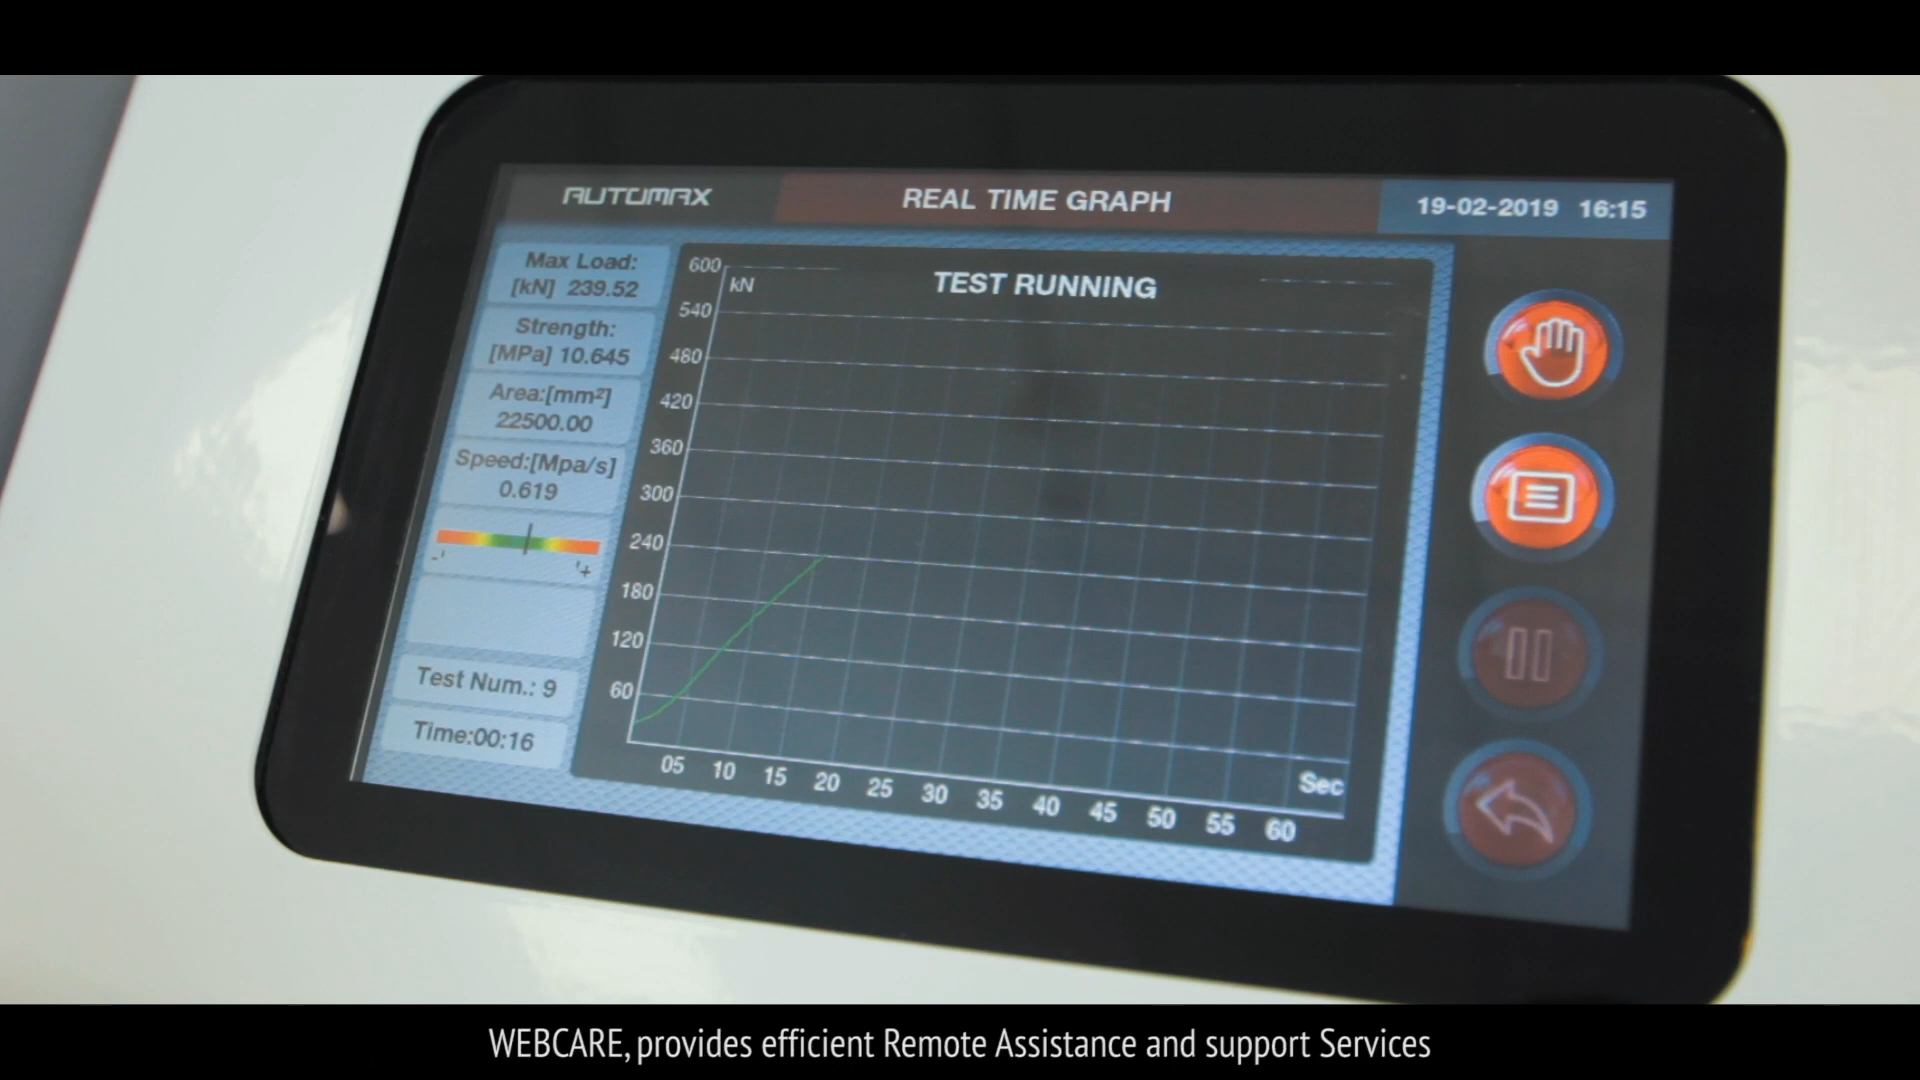 AUTOMAX
REAL TIME GRAPH
19-02-2019 16:15
Max Load:
[kN] 239.52
Strength:
[MPa] 10.645
Area:[mm²]
22500.00
Speed:[Mpa/s]
0.619
- +
Test Num.: 9
Time:00:16
TEST RUNNING
kN
600
540
480
420
360
300
240
180
120
60
05 10 15 20 25 30 35 40 45 50 55 60
Sec
WEBCARE, provides efficient Remote Assistance and support Services